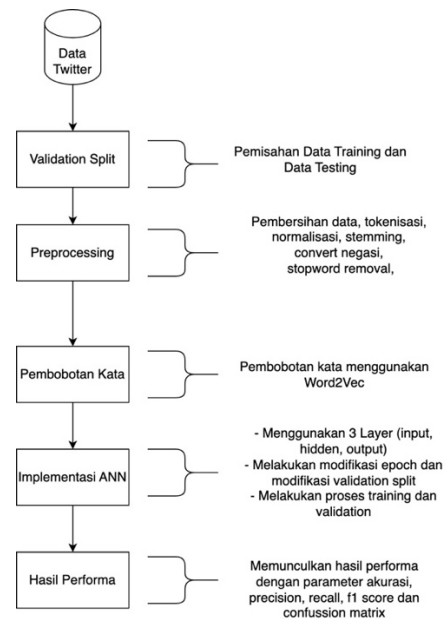 Data
Twitter
Validation Split
Pemisahan Data Training dan
Data Testing
Preprocessing
Pembersihan data, tokenisasi,
normalisasi, stemming,
convert negasi,
stopword removal,
Pembobotan Kata
Pembobotan kata menggunakan
Word2Vec
Implementasi ANN
- Menggunakan 3 Layer (input,
hidden, output)
- Melakukan modifikasi epoch dan
modifikasi validation split
- Melakukan proses training dan
validation
Hasil Performa
Memunculkan hasil performa
dengan parameter akurasi,
precision, recall, f1 score dan
confussion matrix